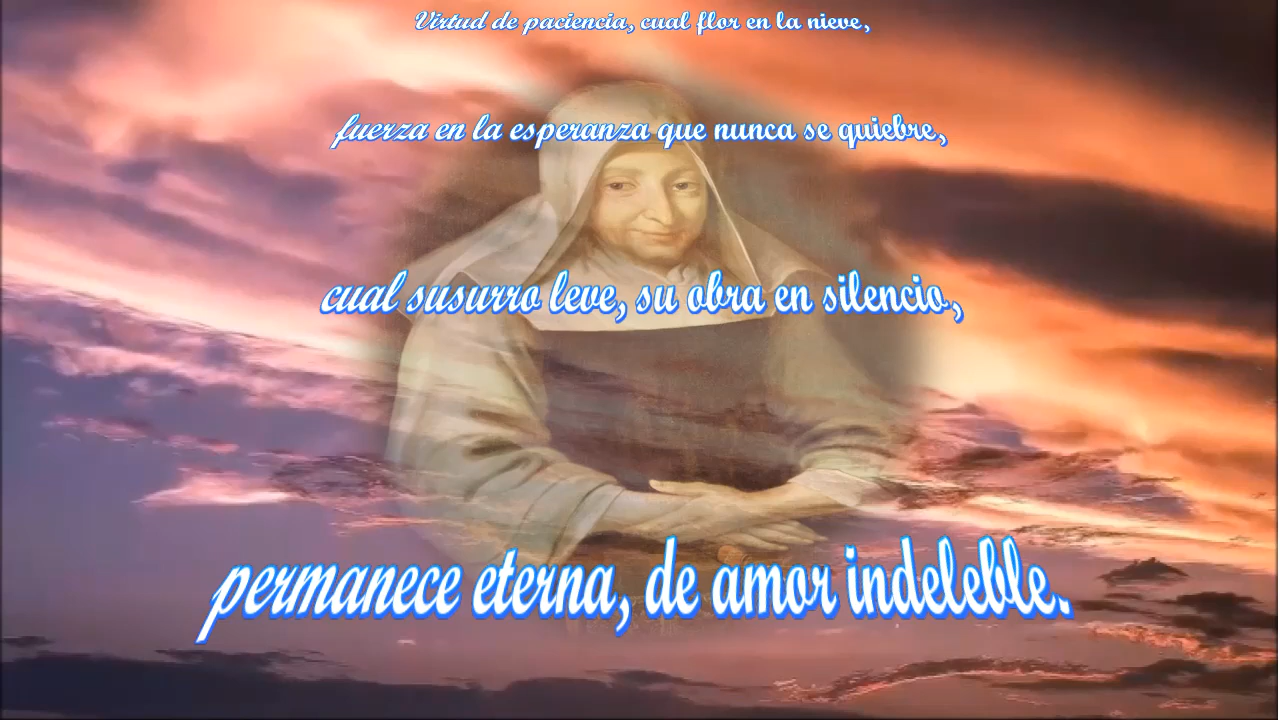 Virtud de paciencia, cual flor en la nieve,
fuerza en la esperanza que nunca se quiebre,
cual susurro leve, su obra en silencio,
permanece eterna, de amor indeleble.